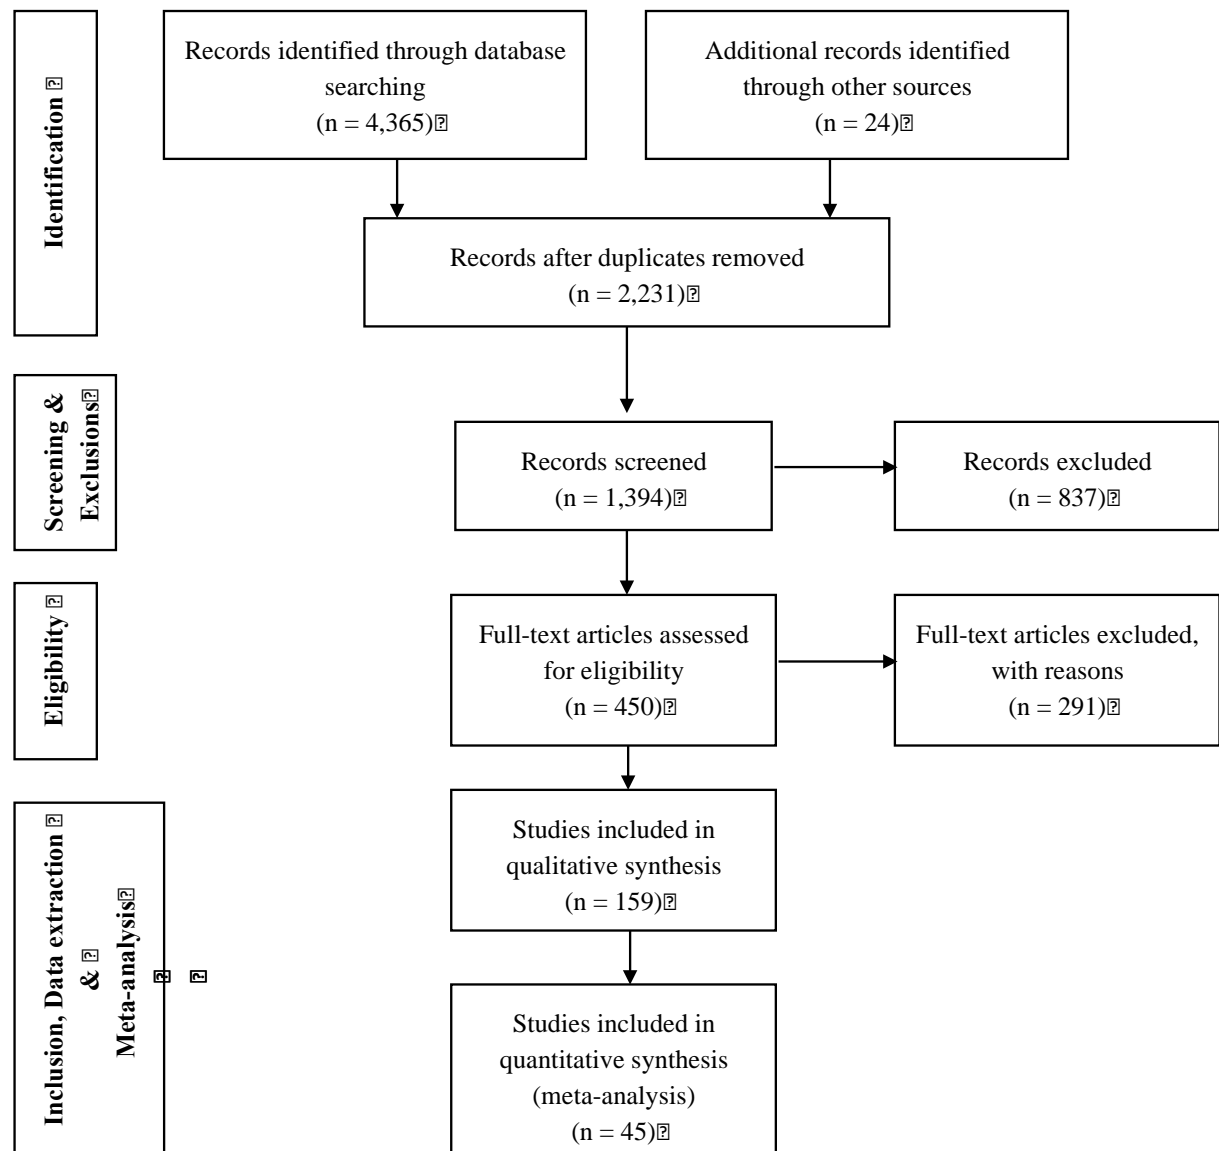 Identification
Records identified through database
searching
(n = 4,365)
Additional records identified
through other sources
(n = 24)
Records after duplicates removed
(n = 2,231)
Screening &
Exclusions
Records screened
(n = 1,394)
Records excluded
(n = 837)
Eligibility
Full-text articles assessed
for eligibility
(n = 450)
Full-text articles excluded,
with reasons
(n = 291)
Inclusion, Data extraction
&
Meta-analysis
Studies included in
qualitative synthesis
(n = 159)
Studies included in
quantitative synthesis
(meta-analysis)
(n = 45)